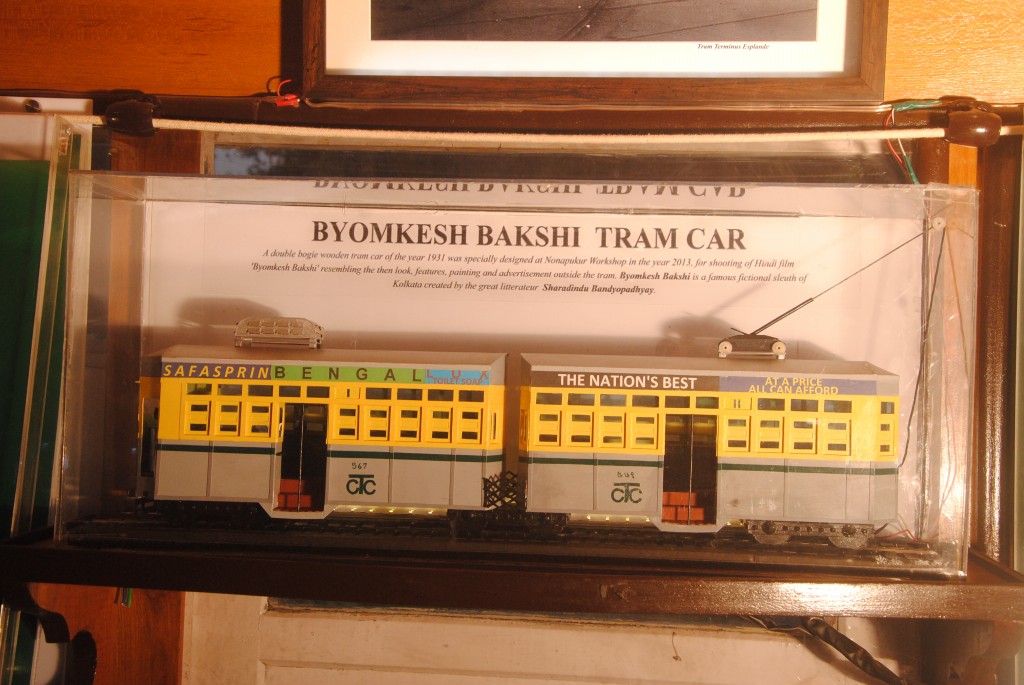 Tram Terminus Esplande
BYOMKESH BAKSHI TRAM CAR
A double bogie wooden tram car of the year 1931 was specially designed at Nonapukur Workshop in the year 2013, for shooting of Hindi film
'Byomkesh Bakshi' resembling the then look, features, painting and advertisement outside the tram. Byomkesh Bakshi is a famous fictional sleuth of
Kolkata created by the great litterateur Sharadindu Bandyopadhyay.
SAFASPRIN BENGAL LUX
TOILET SOAP
THE NATION'S BEST
AT A PRICE
ALL CAN AFFORD
567
CTC
CTC